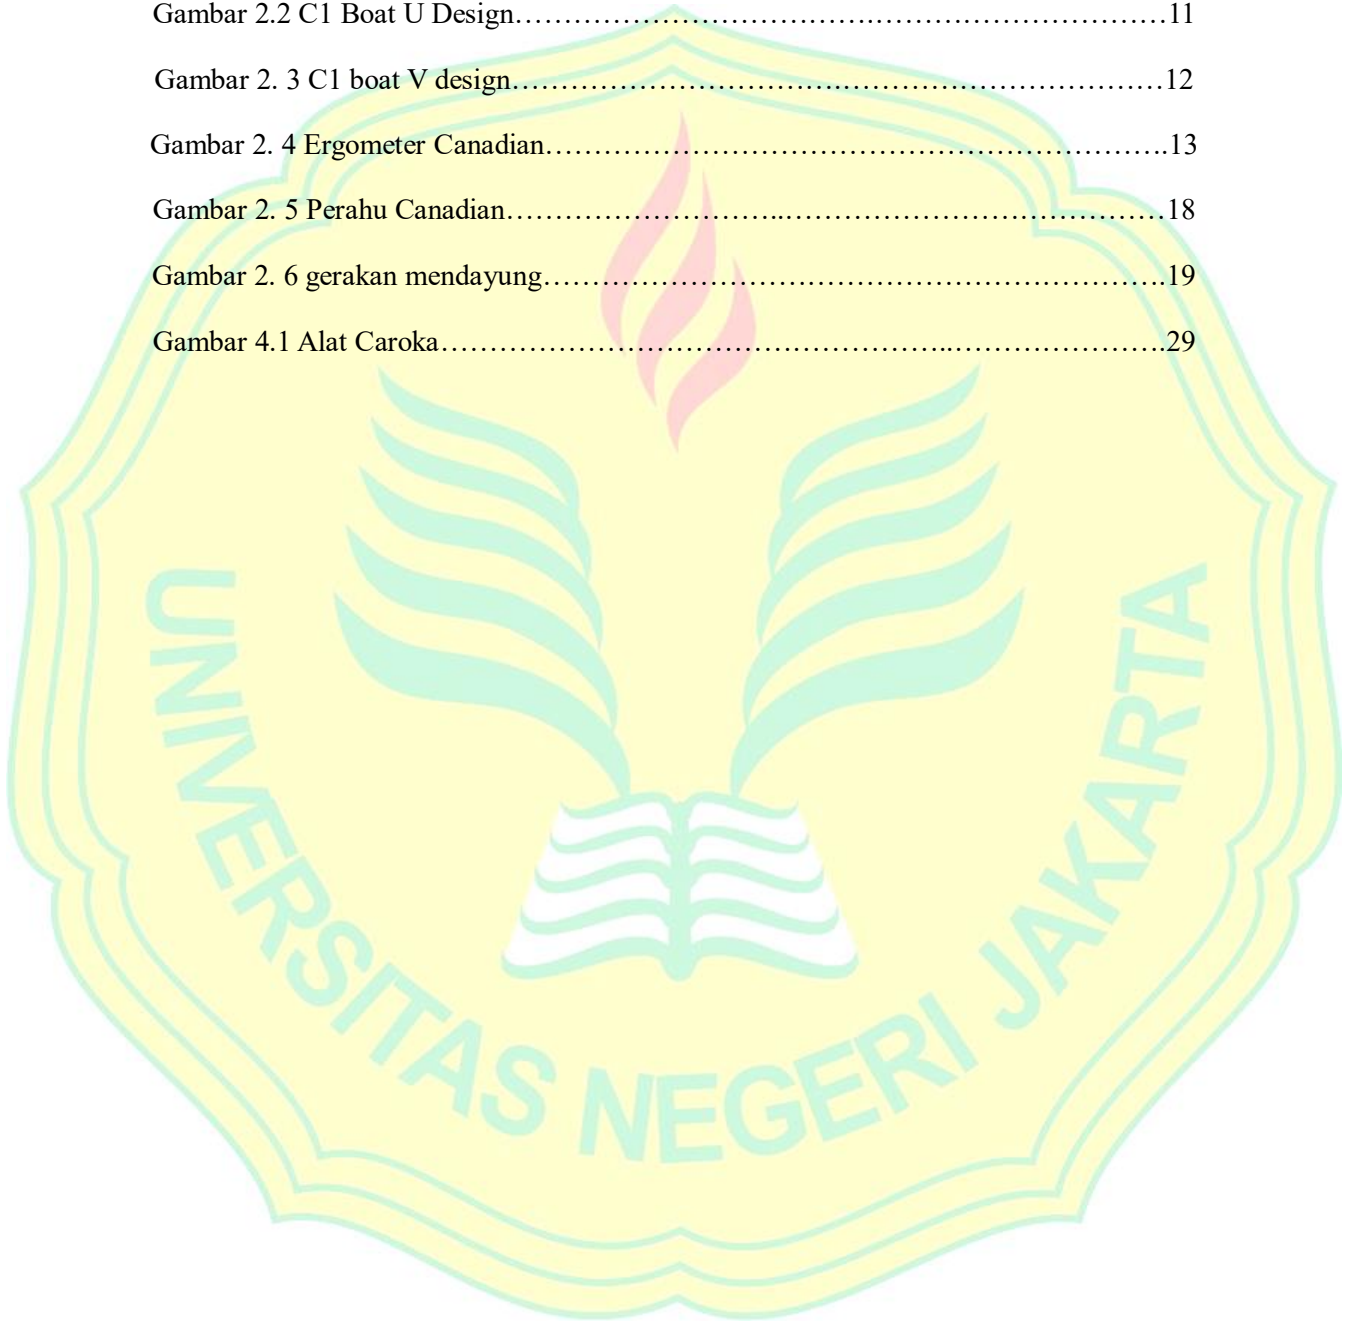 Gambar 2.2 C1 Boat U Design…………………………………….……………………………11
Gambar 2. 3 C1 boat V design…………………………….……………………………………12
Gambar 2. 4 Ergometer Canadian……………………………………………………………….13
Gambar 2. 5 Perahu Canadian………………………..…………………………………………18
Gambar 2. 6 gerakan mendayung……………………………………………………………….19
Gambar 4.1 Alat Caroka……………………………………………..………………………….29
UNIVERSITAS NEGERI JAKARTA